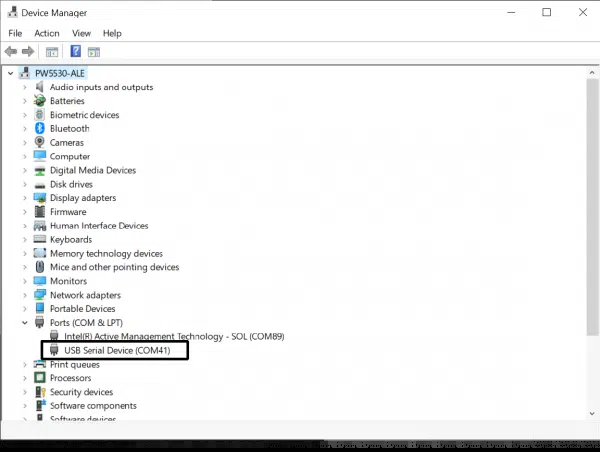 Device Manager
File Action View Help
PW5530-ALE
Audio inputs and outputs
Batteries
Biometric devices
Bluetooth
Cameras
Computer
Digital Media Devices
Disk drives
Display adapters
Firmware
Human Interface Devices
Keyboards
Memory technology devices
Mice and other pointing devices
Monitors
Network adapters
Portable Devices
Ports (COM & LPT)
Intel(R) Active Management Technology - SOL (COM89)
USB Serial Device (COM41)
Print queues
Processors
Security devices
Software components
Software devices